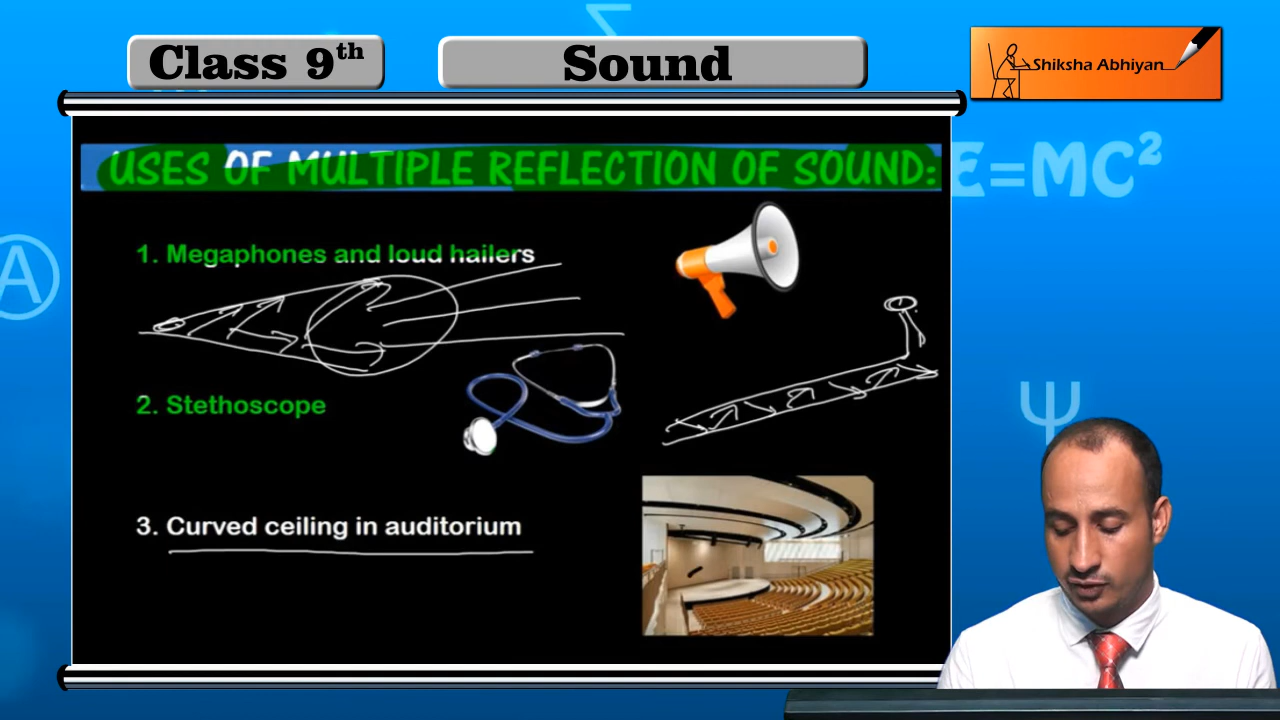 Class 9th
Sound
Shiksha Abhiyan
USES OF MULTIPLE REFLECTION OF SOUND:
E=MC²
1. Megaphones and loud hailers
A
2. Stethoscope
Ψ
3. Curved ceiling in auditorium